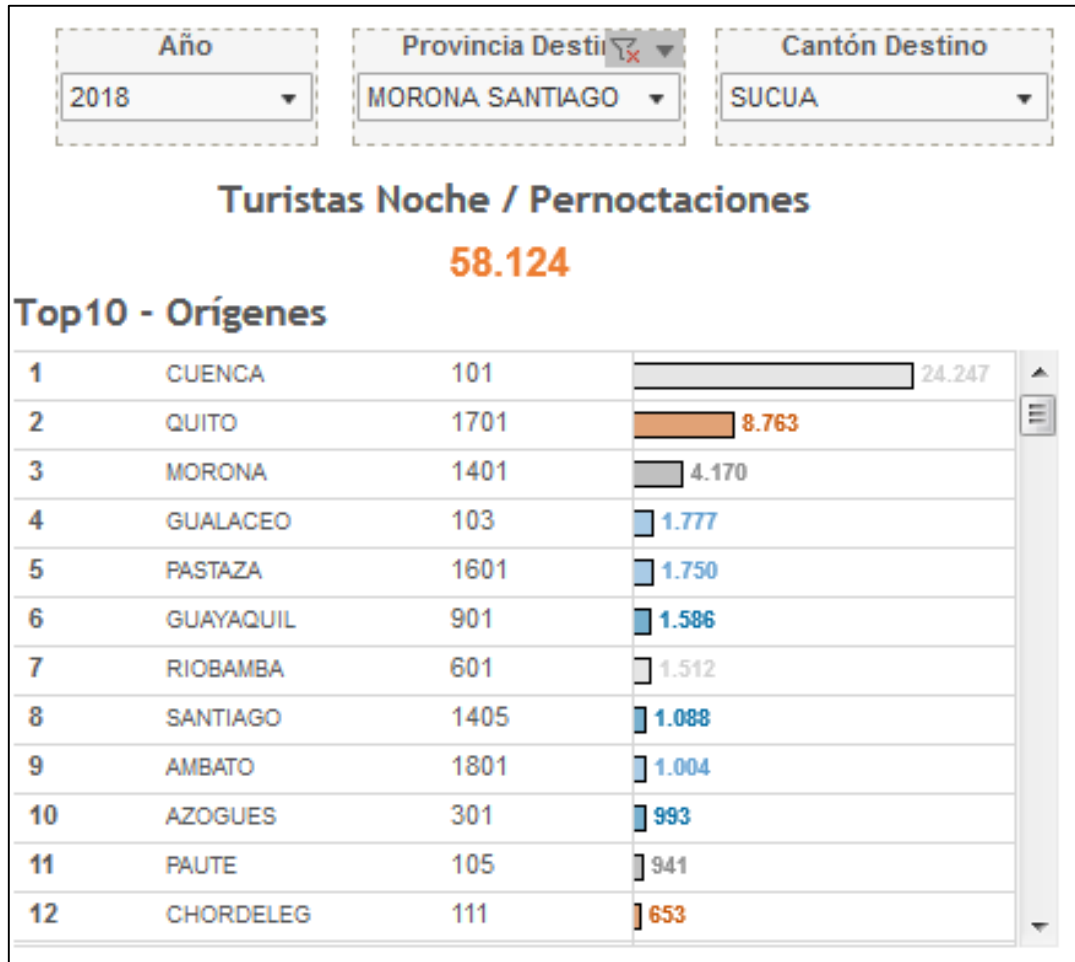 Año Provincia Desti Cantón Destino
2018 MORONA SANTIAGO SUCUA
Turistas Noche / Pernoctaciones
58.124
Top10 - Orígenes
1 CUENCA 101 24.247
2 QUITO 1701 8.763
3 MORONA 1401 4.170
4 GUALACEO 103 1.777
5 PASTAZA 1601 1.750
6 GUAYAQUIL 901 1.586
7 RIOBAMBA 601 1.512
8 SANTIAGO 1405 1.088
9 AMBATO 1801 1.004
10 AZOGUES 301 993
11 PAUTE 105 941
12 CHORDELEG 111 653